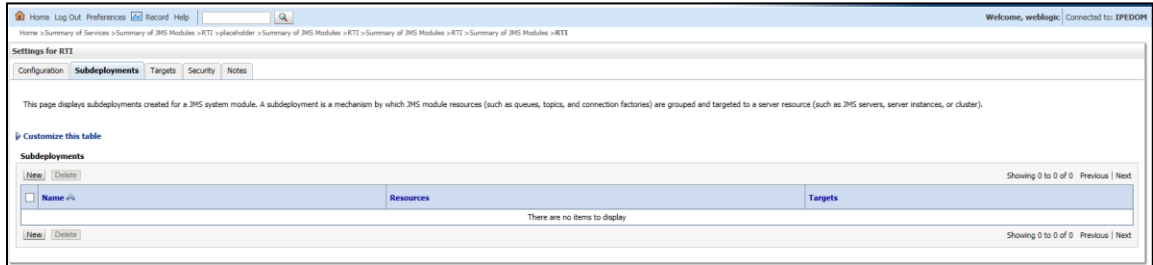 Home Log Out Preferences Record Help
Welcome, weblogic Connected to: IPEDOM
Home >Summary of Services >Summary of JMS Modules >RTI >placeholder >Summary of JMS Modules >RTI >Summary of JMS Modules >RTI >Summary of JMS Modules >RTI
Settings for RTI
Configuration Subdeployments Targets Security Notes
This page displays subdeployments created for a JMS system module. A subdeployment is a mechanism by which JMS module resources (such as queues, topics, and connection factories) are grouped and targeted to a server resource (such as JMS servers, server instances, or cluster).
Customize this table
Subdeployments
New Delete Showing 0 to 0 of 0 Previous | Next
Name Resources Targets
There are no items to display
New Delete Showing 0 to 0 of 0 Previous | Next